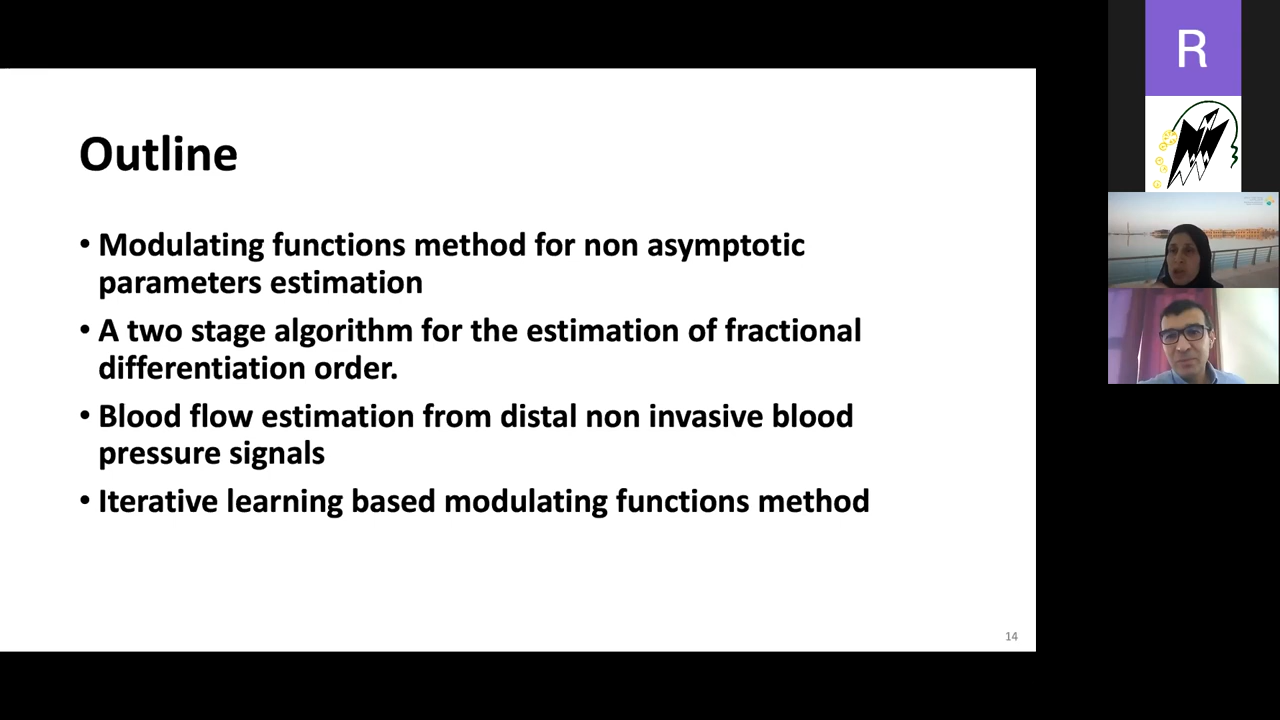 Outline
• Modulating functions method for non asymptotic
parameters estimation
• A two stage algorithm for the estimation of fractional
differentiation order.
• Blood flow estimation from distal non invasive blood
pressure signals
• Iterative learning based modulating functions method
14
R